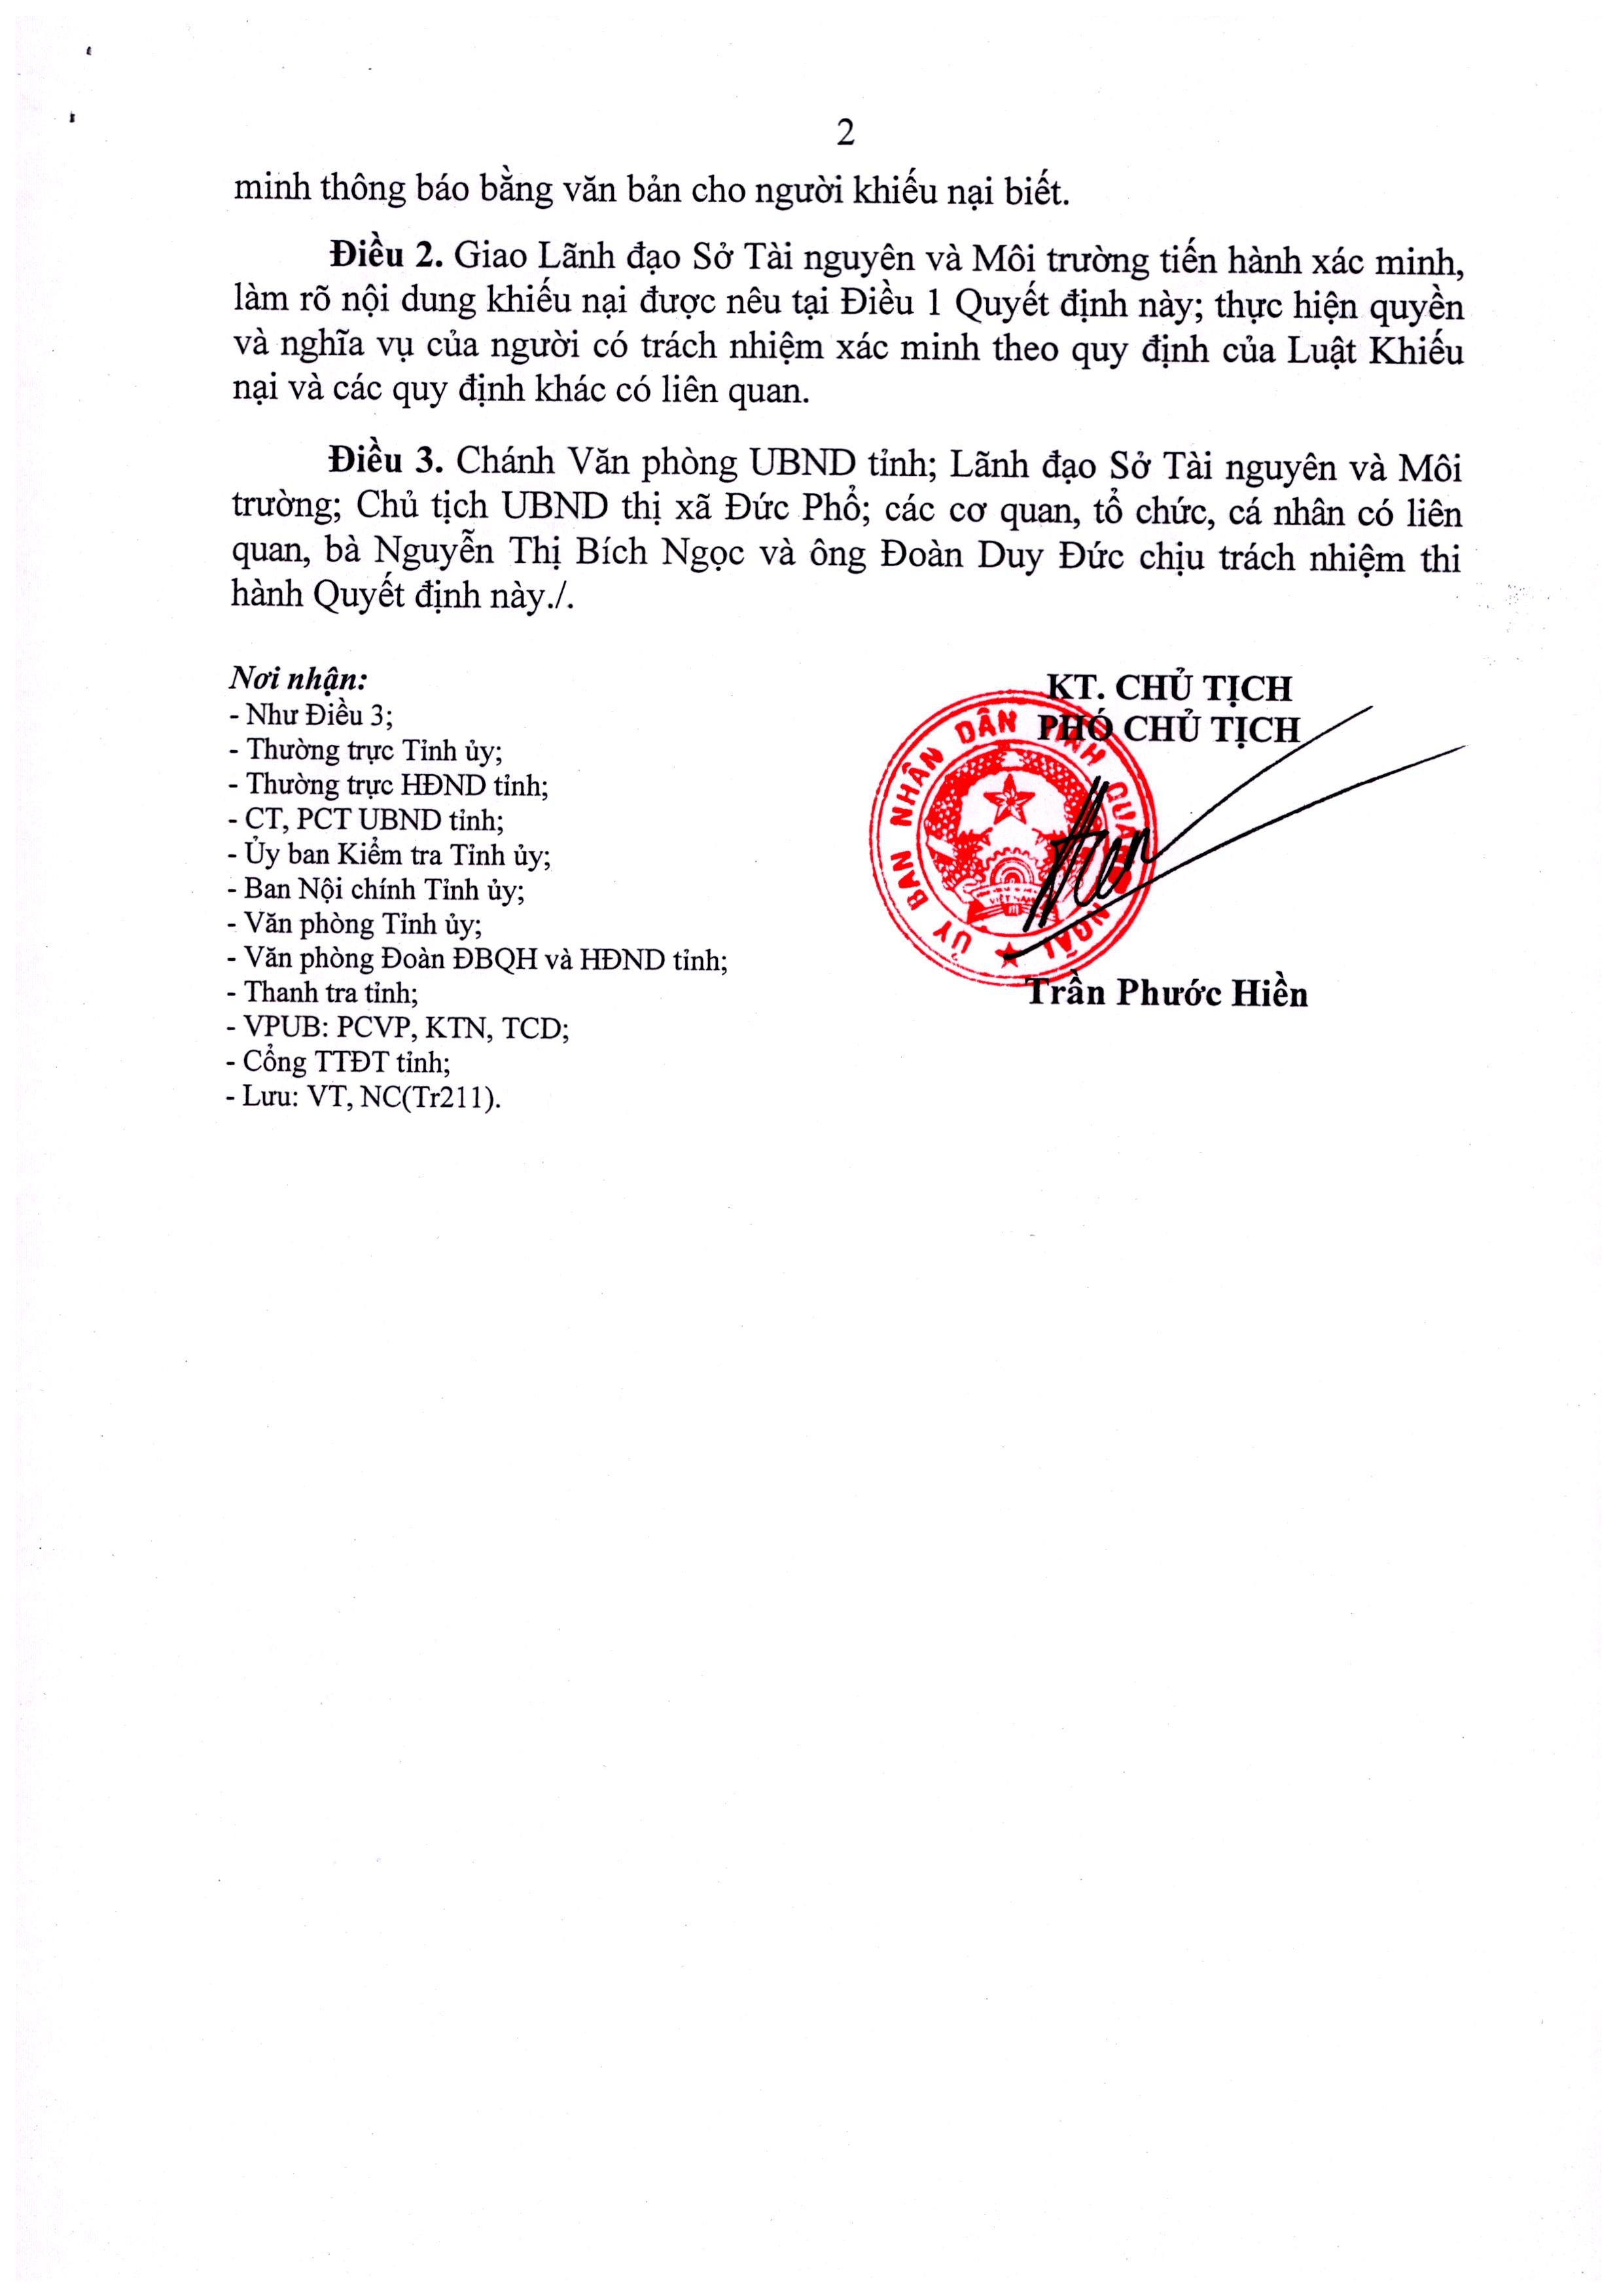 2
minh thông báo bằng văn bản cho người khiếu nại biết.
Điều 2. Giao Lãnh đạo Sở Tài nguyên và Môi trường tiến hành xác minh,
làm rõ nội dung khiếu nại được nêu tại Điều 1 Quyết định này; thực hiện quyền
và nghĩa vụ của người có trách nhiệm xác minh theo quy định của Luật Khiếu
nại và các quy định khác có liên quan.
Điều 3. Chánh Văn phòng UBND tỉnh; Lãnh đạo Sở Tài nguyên và Môi
trường; Chủ tịch UBND thị xã Đức Phổ; các cơ quan, tổ chức, cá nhân có liên
quan, bà Nguyễn Thị Bích Ngọc và ông Đoàn Duy Đức chịu trách nhiệm thi
hành Quyết định này./.
Nơi nhận:
- Như Điều 3;
- Thường trực Tỉnh ủy;
- Thường trực HĐND tỉnh;
- CT, PCT UBND tỉnh;
- Ủy ban Kiểm tra Tỉnh ủy;
- Ban Nội chính Tỉnh ủy;
- Văn phòng Tỉnh ủy;
- Văn phòng Đoàn ĐBQH và HĐND tỉnh;
- Thanh tra tỉnh;
- VPUB: PCVP, KTN, TCD;
- Cổng TTĐT tỉnh;
- Lưu: VT, NC(Tr211).
KT. CHỦ TỊCH
PHÓ CHỦ TỊCH
ỦY BAN NHÂN DÂN TỈNH QUẢNG NGÃI
VIỆT NAM
Trần Phước Hiền